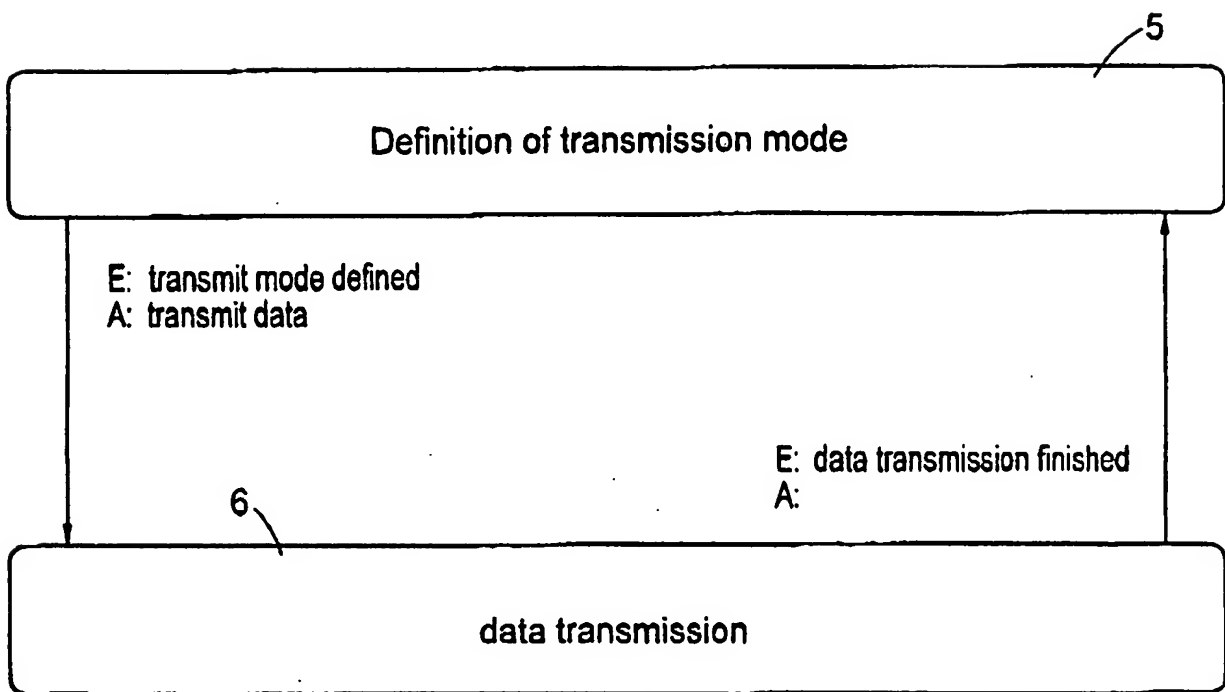 5
Definition of transmission mode
E: transmit mode defined
A: transmit data
E: data transmission finished
A:
6
data transmission